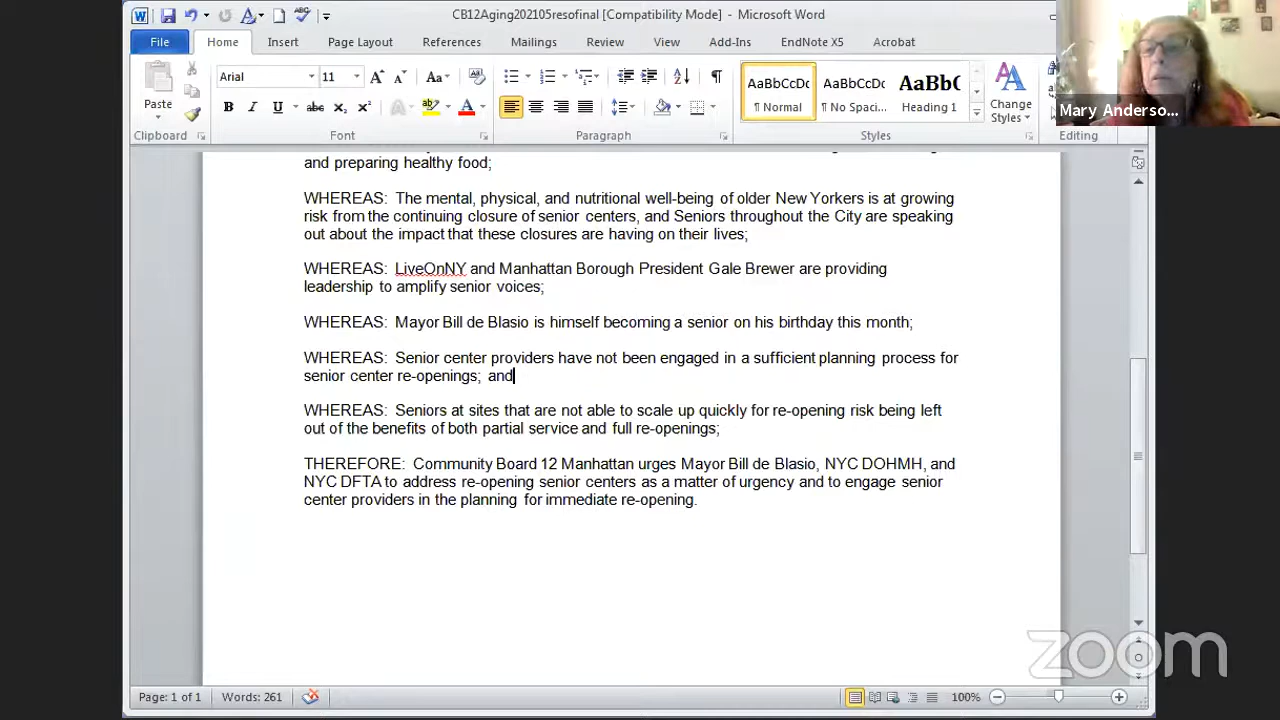 CB12Aging202105resofinal [Compatibility Mode] - Microsoft Word
File Home Insert Page Layout References Mailings Review View Add-Ins EndNote X5 Acrobat
Paste
Arial 11
Aa
B I U abc X₂ X²
A ab A
AaBbCcDc AaBbCcDc AaBbC
¶ Normal ¶ No Spaci... Heading 1
Change Styles
Clipboard Font Paragraph Styles Editing
Mary Anderso...
and preparing healthy food;
WHEREAS: The mental, physical, and nutritional well-being of older New Yorkers is at growing
risk from the continuing closure of senior centers, and Seniors throughout the City are speaking
out about the impact that these closures are having on their lives;
WHEREAS: LiveOnNY and Manhattan Borough President Gale Brewer are providing
leadership to amplify senior voices;
WHEREAS: Mayor Bill de Blasio is himself becoming a senior on his birthday this month;
WHEREAS: Senior center providers have not been engaged in a sufficient planning process for
senior center re-openings; and
WHEREAS: Seniors at sites that are not able to scale up quickly for re-opening risk being left
out of the benefits of both partial service and full re-openings;
THEREFORE: Community Board 12 Manhattan urges Mayor Bill de Blasio, NYC DOHMH, and
NYC DFTA to address re-opening senior centers as a matter of urgency and to engage senior
center providers in the planning for immediate re-opening.
zoom
Page: 1 of 1 Words: 261 100%